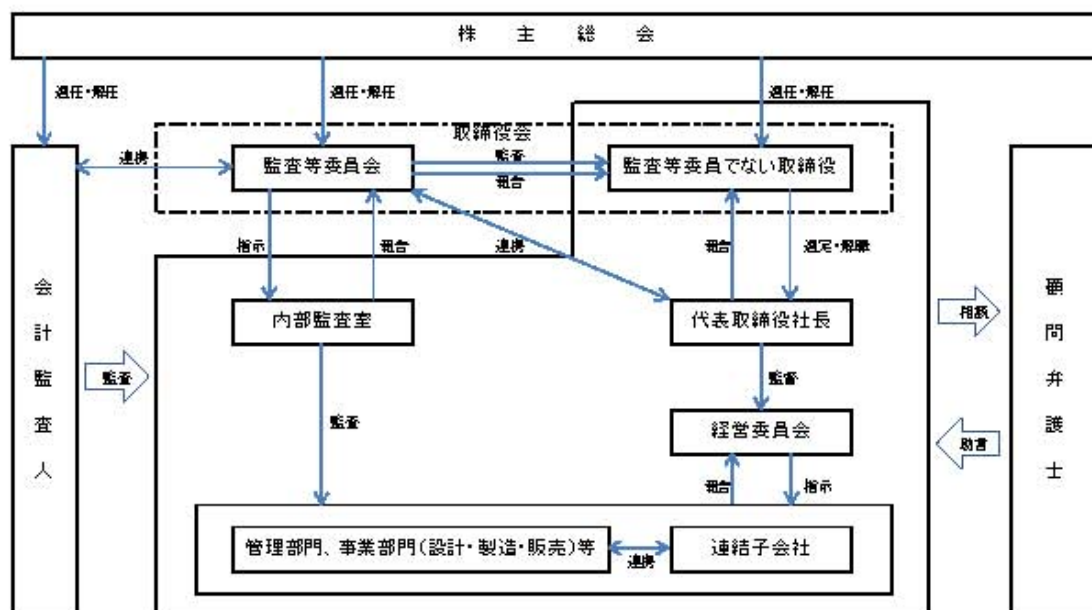 株主総会
選任・解任
選任・解任
選任・解任
取締役会
連携
監査等委員会
監査
報告
監査等委員でない取締役
指示
報告
連携
報告
選定・解職
会計監査人
内部監査室
代表取締役社長
相談
顧問弁護士
監査
監督
監査
経営委員会
助言
報告
指示
管理部門、事業部門(設計・製造・販売)等
連携
連結子会社